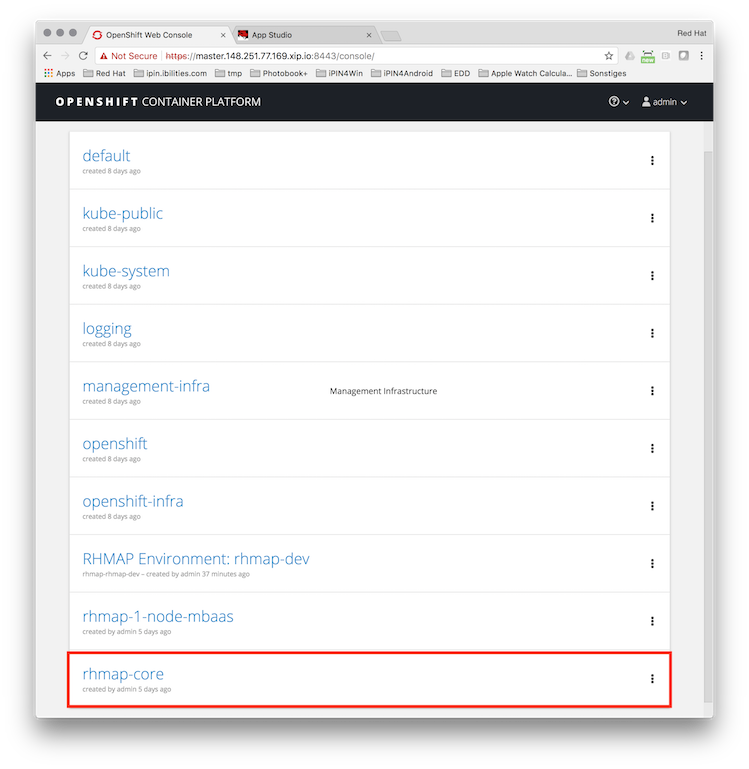 OpenShift Web Console
App Studio
Red Hat
Not Secure https://master.148.251.77.169.xip.io:8443/console/
new
Apps Red Hat ipin.ibilities.com tmp Photobook+ iPIN4Win iPIN4Android EDD Apple Watch Calcula... Sonstiges
OPENSHIFT CONTAINER PLATFORM
admin
default
created 8 days ago
kube-public
created 8 days ago
kube-system
created 8 days ago
logging
created 8 days ago
management-infra
Management Infrastructure
created 8 days ago
openshift
created 8 days ago
openshift-infra
created 8 days ago
RHMAP Environment: rhmap-dev
rhmap-rhmap-dev – created by admin 37 minutes ago
rhmap-1-node-mbaas
created by admin 5 days ago
rhmap-core
created by admin 5 days ago